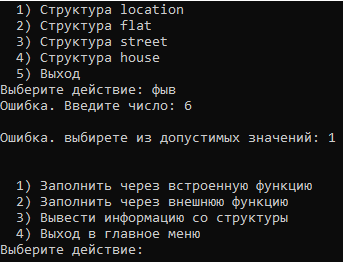 1) Структура location
2) Структура flat
3) Структура street
4) Структура house
5) Выход
Выберите действие: фыв
Ошибка. Введите число: 6
Ошибка. выбирете из допустимых значений: 1
1) Заполнить через встроенную функцию
2) Заполнить через внешнюю функцию
3) Вывести информацию со структуры
4) Выход в главное меню
Выберите действие: